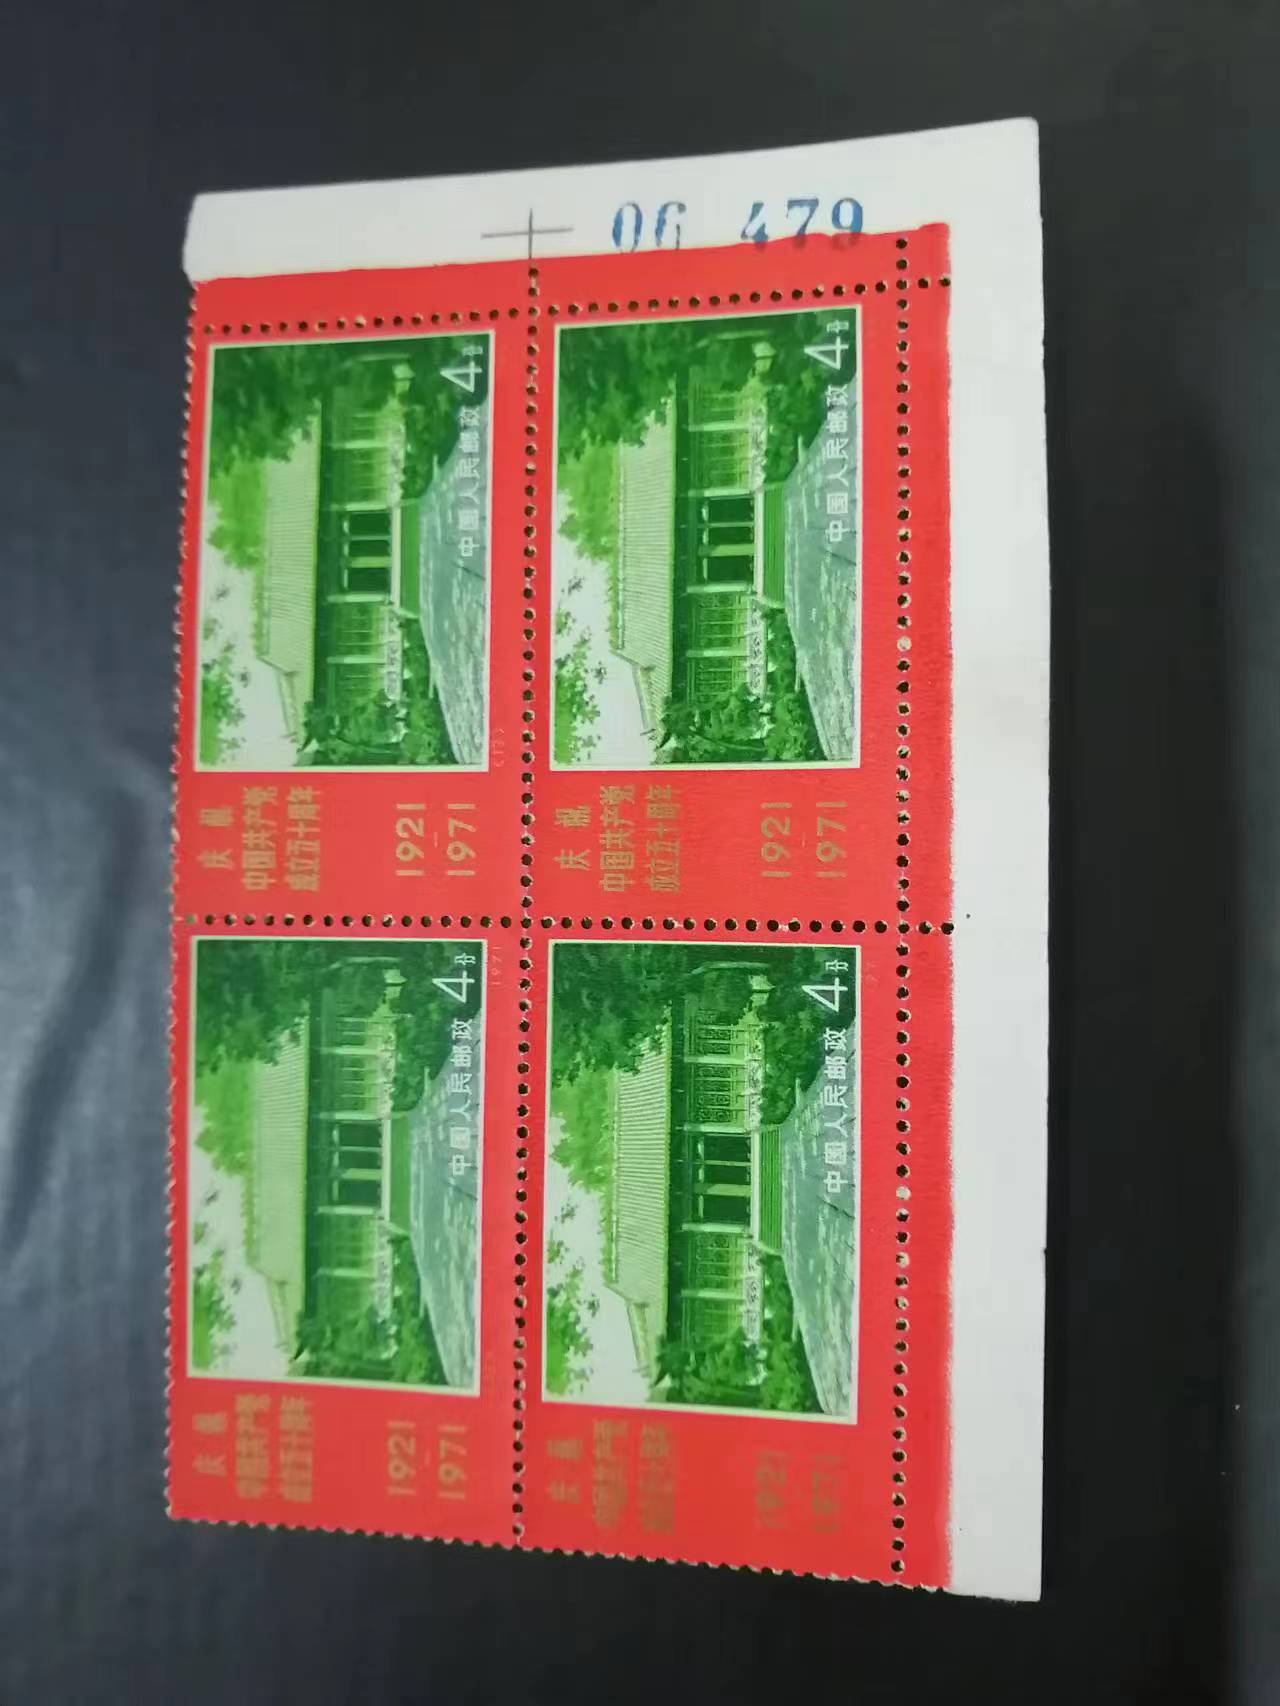 06 479
4分
中国人民邮政
(13)
庆祝
中国共产党
成立五十周年
1921
1971
4分
中国人民邮政
庆祝
中国共产党
成立五十周年
1921
1971
1971
4分
中国人民邮政
庆祝
中国共产党
成立五十周年
1921
1971
4分
中国人民邮政
庆祝
中国共产党
成立五十周年
1921
1971